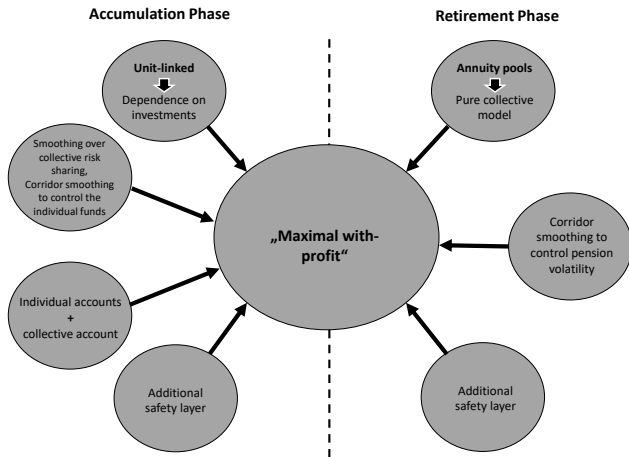 Accumulation Phase
Retirement Phase
Unit-linked
Dependence on
investments
Annuity pools
Pure collective
model
Smoothing over
collective risk
sharing,
Corridor smoothing
to control the
individual funds
„Maximal with-
profit“
Corridor
smoothing to
control pension
volatility
Individual accounts
+
collective account
Additional
safety layer
Additional
safety layer